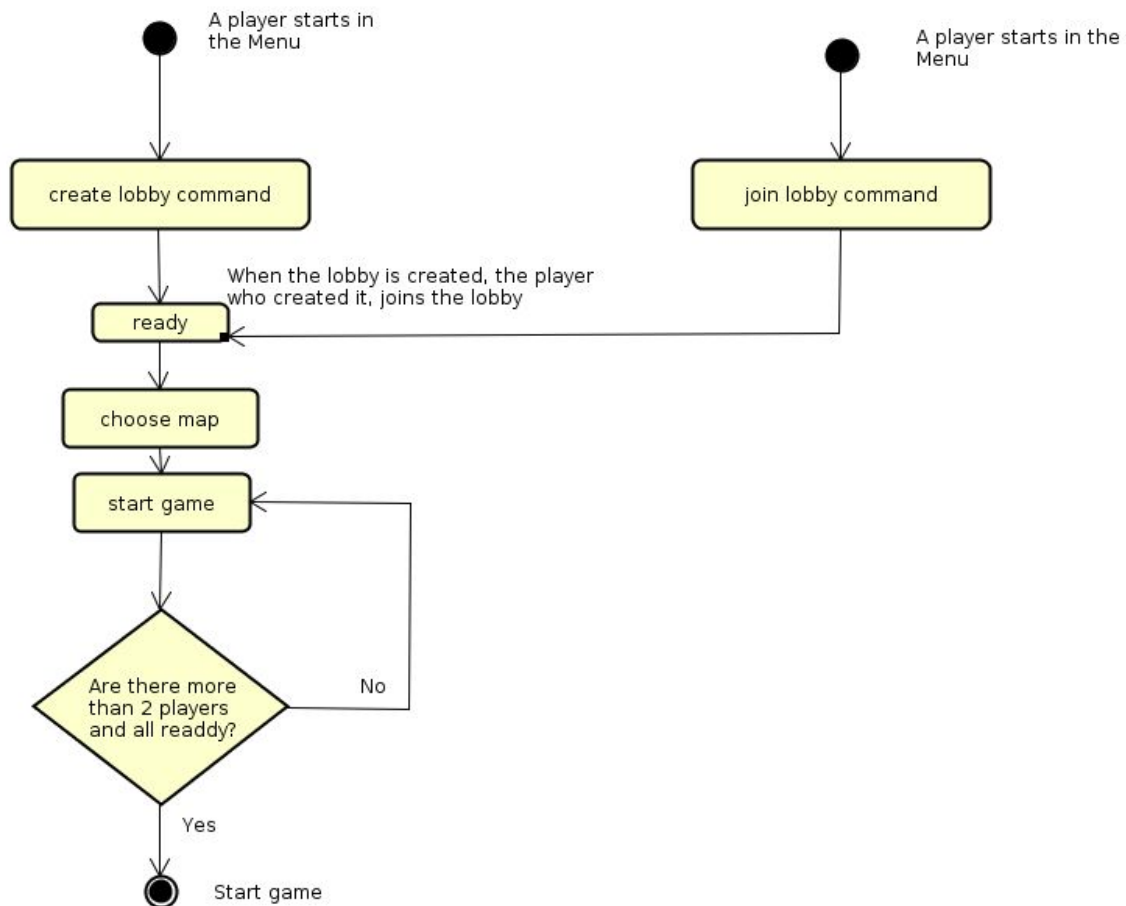 A player starts in
the Menu
A player starts in the
Menu
create lobby command
join lobby command
When the lobby is created, the player
who created it, joins the lobby
ready
choose map
start game
Are there more
than 2 players
and all readdy?
No
Yes
Start game